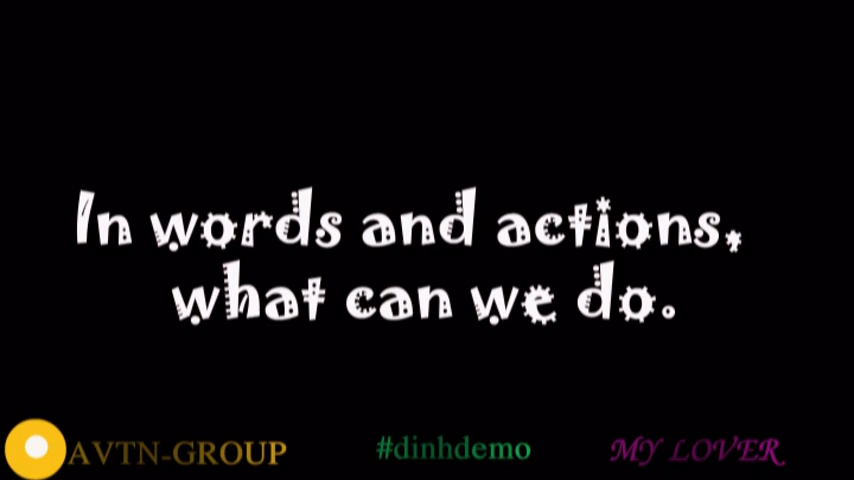 In words and actions,
what can we do.
AVTN-GROUP #dinhdemo MY LOVER